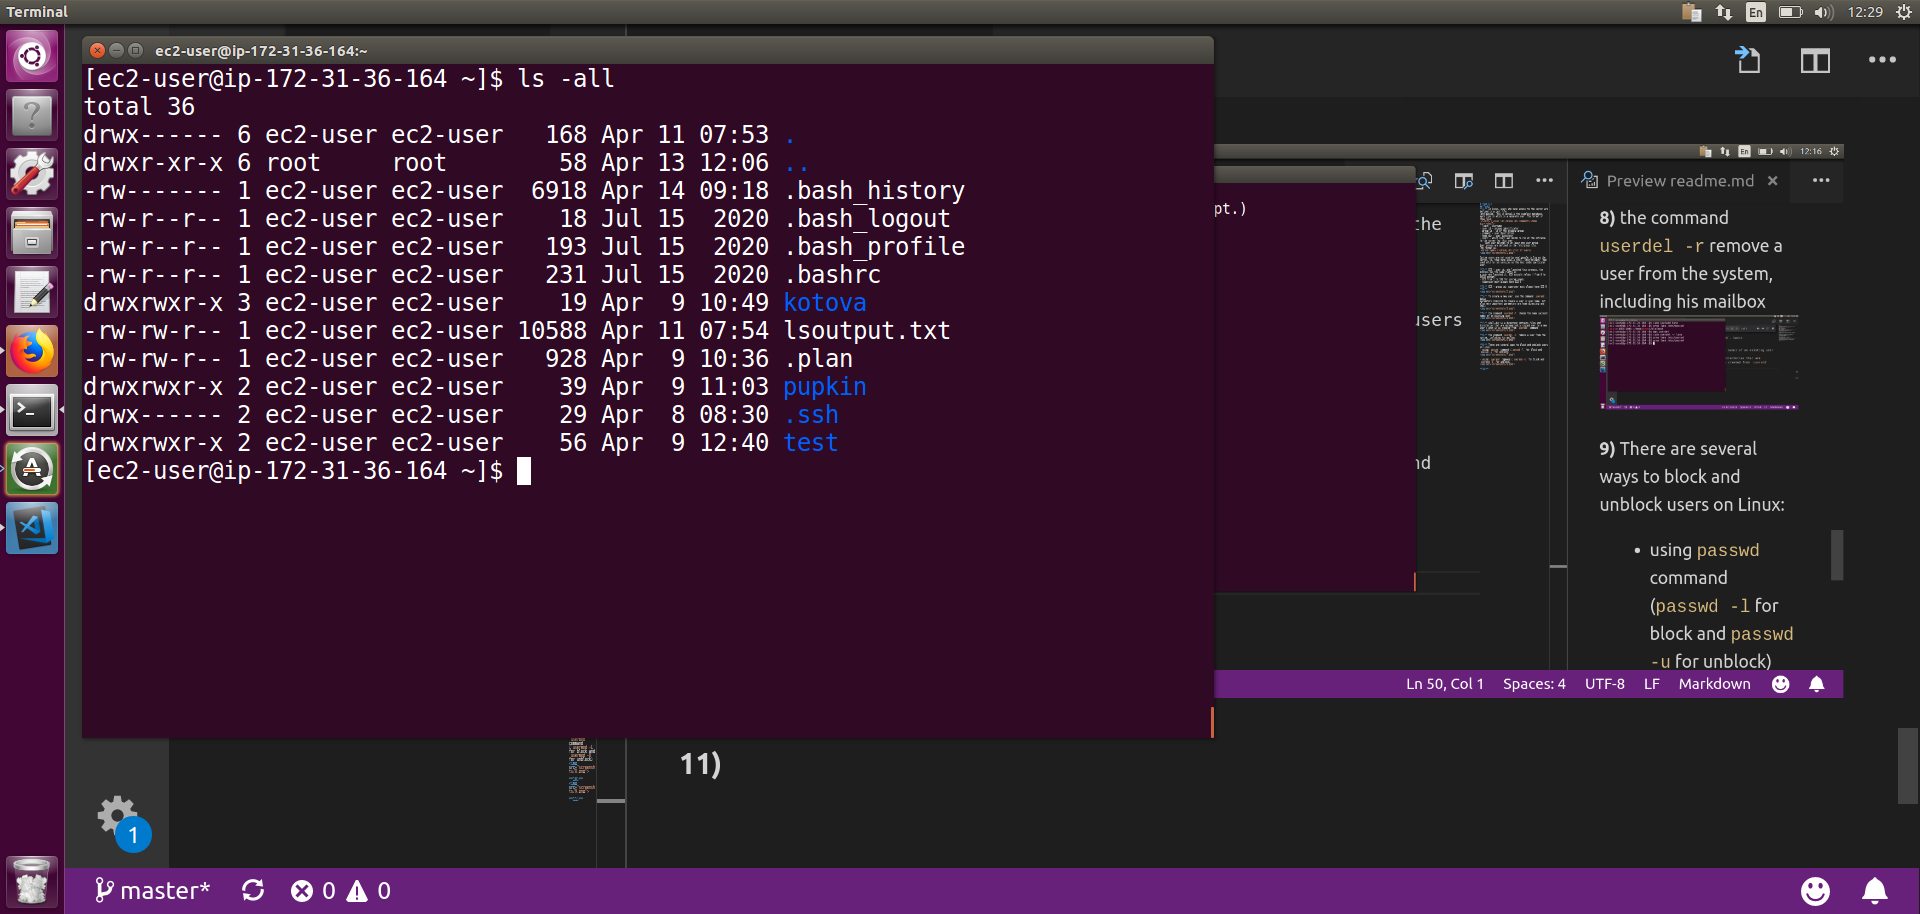 Terminal
En
12:29
ec2-user@ip-172-31-36-164:~
[ec2-user@ip-172-31-36-164 ~]$ ls -all
total 36
drwx------ 6 ec2-user ec2-user   168 Apr 11 07:53 .
drwxr-xr-x 6 root     root        58 Apr 13 12:06 ..
-rw------- 1 ec2-user ec2-user  6918 Apr 14 09:18 .bash_history
-rw-r--r-- 1 ec2-user ec2-user    18 Jul 15  2020 .bash_logout
-rw-r--r-- 1 ec2-user ec2-user   193 Jul 15  2020 .bash_profile
-rw-r--r-- 1 ec2-user ec2-user   231 Jul 15  2020 .bashrc
drwxrwxr-x 3 ec2-user ec2-user    19 Apr  9 10:49 kotova
-rw-rw-r-- 1 ec2-user ec2-user 10588 Apr 11 07:54 lsoutput.txt
-rw-rw-r-- 1 ec2-user ec2-user   928 Apr  9 10:36 .plan
drwxrwxr-x 2 ec2-user ec2-user    39 Apr  9 11:03 pupkin
drwx------ 2 ec2-user ec2-user    29 Apr  8 08:30 .ssh
drwxrwxr-x 2 ec2-user ec2-user    56 Apr  9 12:40 test
[ec2-user@ip-172-31-36-164 ~]$
En
12:16
Preview readme.md
pt.)
the
users
nd
8) the command
userdel -r remove a
user from the system,
including his mailbox
9) There are several
ways to block and
unblock users on Linux:
• using passwd
command
(passwd -l for
block and passwd
-u for unblock)
Ln 50, Col 1 Spaces: 4 UTF-8 LF Markdown
11)
1
master* 0 0